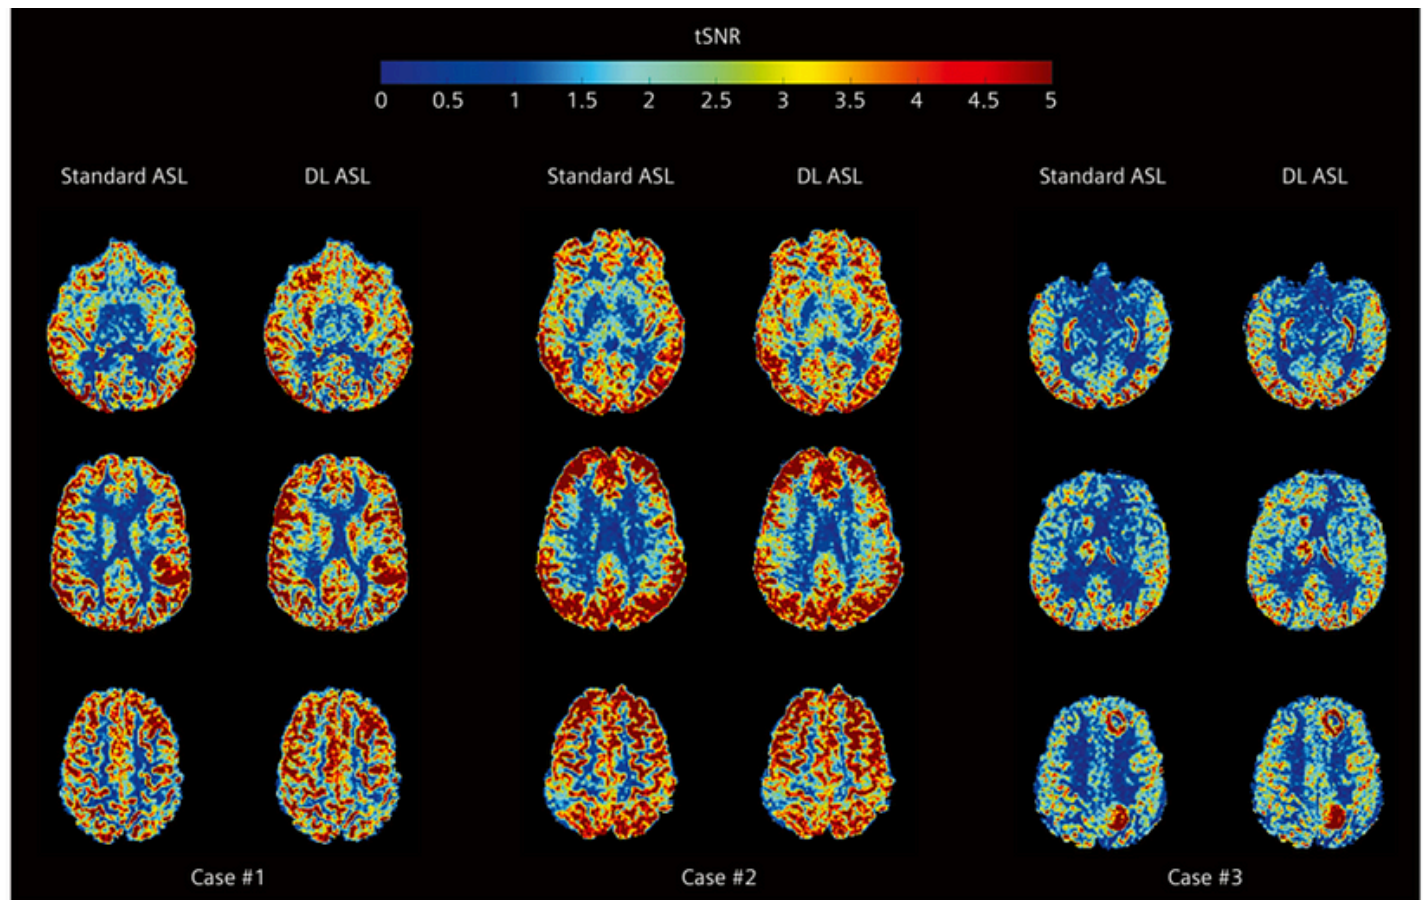 tSNR
0 0.5 1 1.5 2 2.5 3 3.5 4 4.5 5
Standard ASL DL ASL Standard ASL DL ASL Standard ASL DL ASL
Case #1 Case #2 Case #3